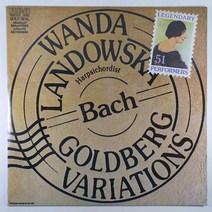 WANDA
LANDOWSKA
Harpsichordist
Bach
GOLDBERG
VARIATIONS
LEGENDARY
51
PERFORMERS